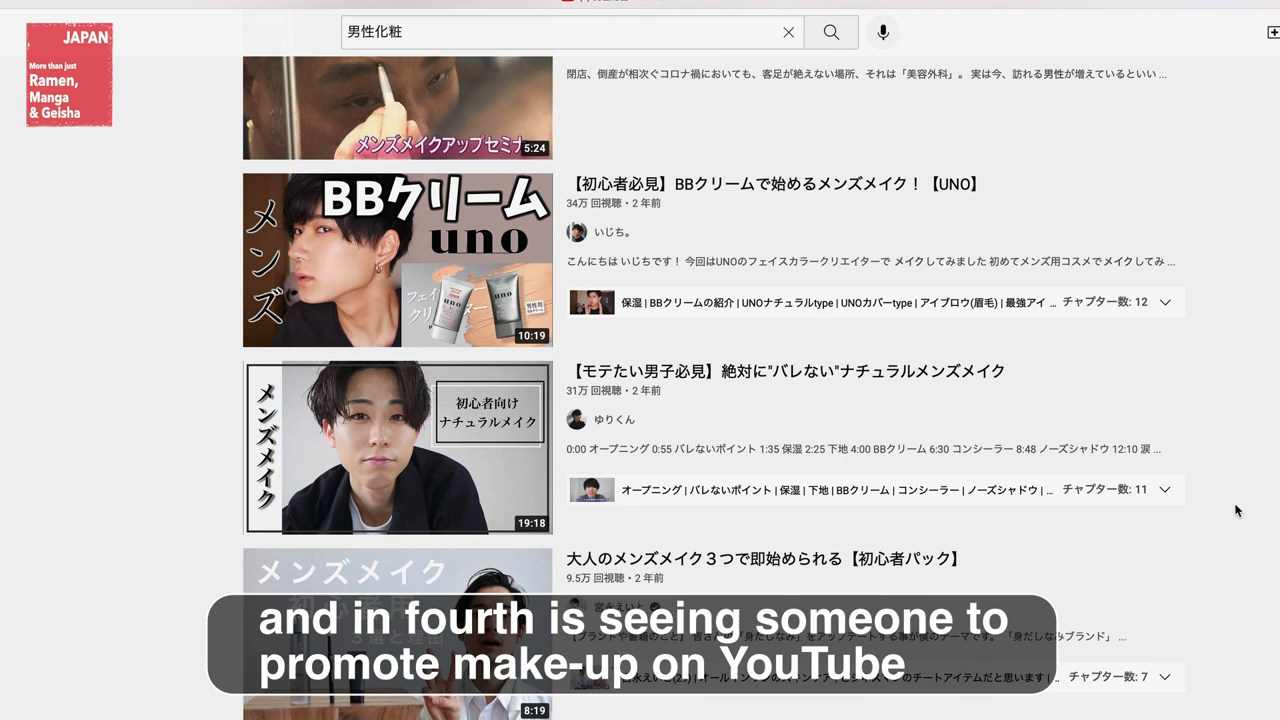 男性化粧
JAPAN
More than just
Ramen,
Manga
& Geisha
閉店、倒産が相次ぐコロナ禍においても、客足が絶えない場所、それは「美容外科」。 実は今、訪れる男性が増えているといい ...
メンズメイクアップセミナ
5:24
メンズ
BBクリーム
uno
10:19
【初心者必見】BBクリームで始めるメンズメイク！【UNO】
34万 回視聴・2 年前
いじち。
こんにちは いじちです！ 今回はUNOのフェイスカラークリエイターで メイクしてみました 初めてメンズ用コスメでメイクしてみ ...
保湿 | BBクリームの紹介 | UNOナチュラルtype | UNOカバーtype | アイブロウ(眉毛) | 最強アイ ...
チャプター数: 12
メンズメイク
初心者向け
ナチュラルメイク
19:18
【モテたい男子必見】絶対に"バレない"ナチュラルメンズメイク
31万 回視聴・2 年前
ゆりくん
0:00 オープニング 0:55 バレないポイント 1:35 保湿 2:25 下地 4:00 BBクリーム 6:30 コンシーラー 8:48 ノーズシャドウ 12:10 涙 ...
オープニング | バレないポイント | 保湿 | 下地 | BBクリーム | コンシーラー | ノーズシャドウ | ...
チャプター数: 11
メンズメイク
8:19
大人のメンズメイク３つで即始められる【初心者パック】
9.5万 回視聴・2 年前
チャプター数: 7
and in fourth is seeing someone to
promote make-up on YouTube